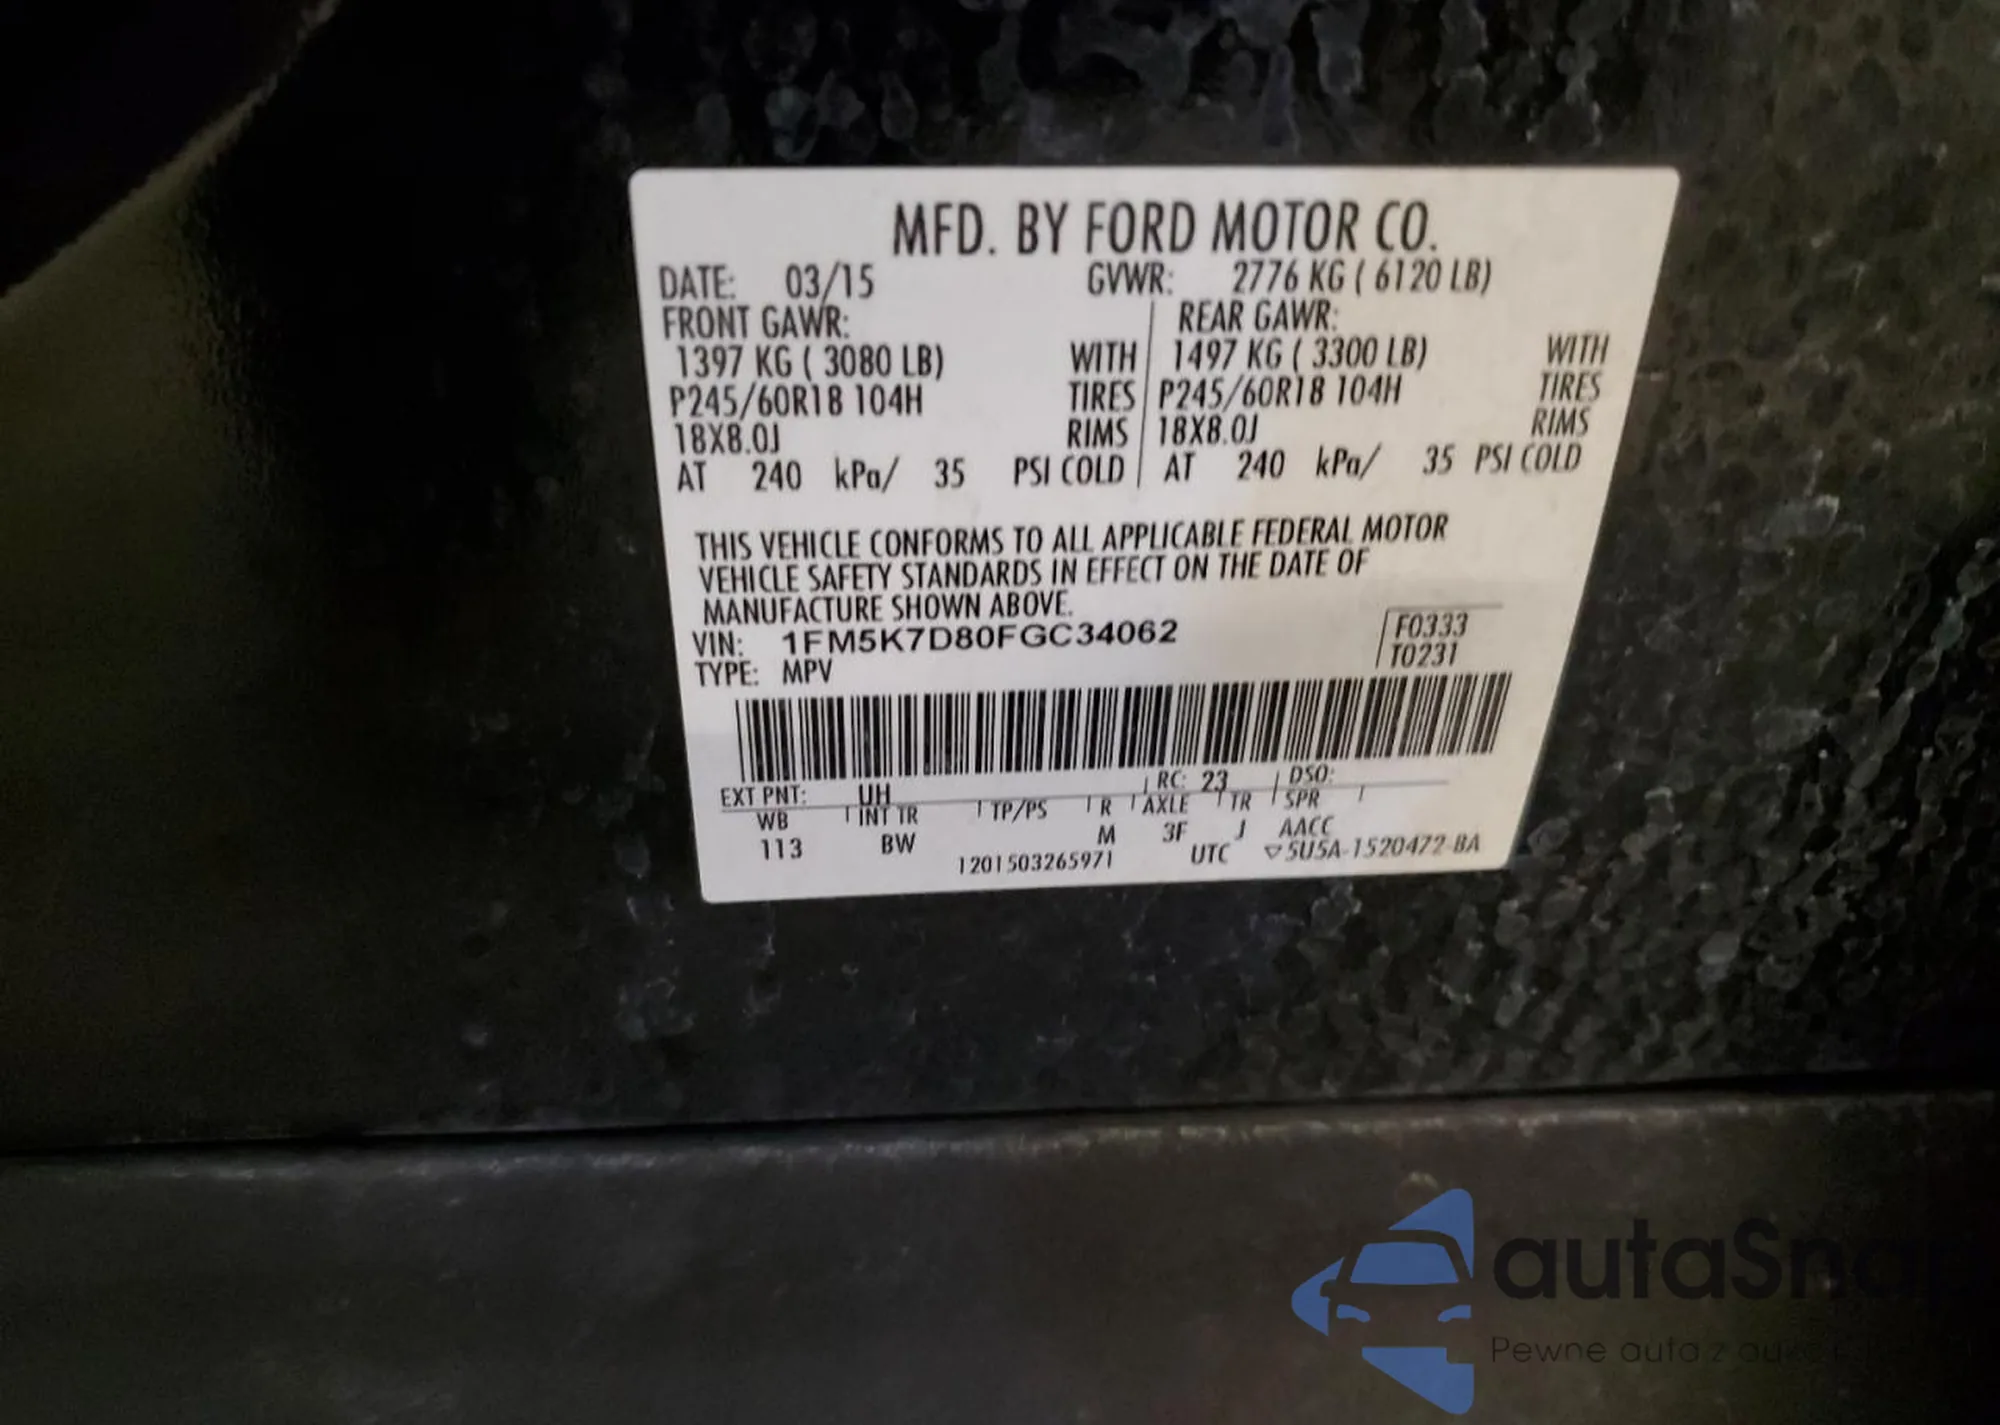 MFD. BY FORD MOTOR CO.
DATE: 03/15 GVWR: 2776 KG ( 6120 LB)
FRONT GAWR: REAR GAWR:
1397 KG ( 3080 LB) WITH 1497 KG ( 3300 LB) WITH
P245/60R18 104H TIRES P245/60R18 104H TIRES
18X8.0J RIMS 18X8.0J RIMS
AT 240 kPa/ 35 PSI COLD AT 240 kPa/ 35 PSI COLD
THIS VEHICLE CONFORMS TO ALL APPLICABLE FEDERAL MOTOR
VEHICLE SAFETY STANDARDS IN EFFECT ON THE DATE OF
MANUFACTURE SHOWN ABOVE.
VIN: 1FM5K7D80FGC34062 F0333
TYPE: MPV T0231
EXT PNT: UH RC: 23 DSO:
WB INT TR TP/PS R AXLE TR SPR
113 BW M 3F J AACC
1201503265971 UTC ▽5U5A-1520472-BA
autaSnap
Pewne auta z